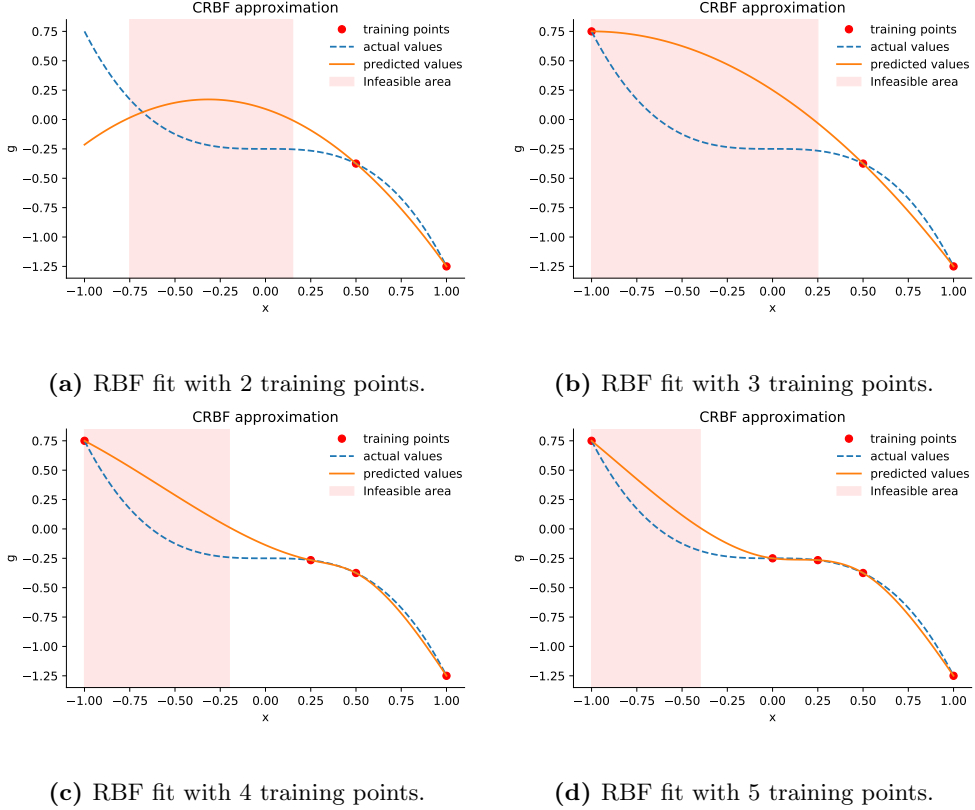 CRBF approximation
training points
actual values
predicted values
Infeasible area
0.75
0.50
0.25
0.00
−0.25
−0.50
−0.75
−1.00
−1.25
g
−1.00 −0.75 −0.50 −0.25 0.00 0.25 0.50 0.75 1.00
x
(a) RBF fit with 2 training points.
CRBF approximation
training points
actual values
predicted values
Infeasible area
0.75
0.50
0.25
0.00
−0.25
−0.50
−0.75
−1.00
−1.25
g
−1.00 −0.75 −0.50 −0.25 0.00 0.25 0.50 0.75 1.00
x
(b) RBF fit with 3 training points.
CRBF approximation
training points
actual values
predicted values
Infeasible area
0.75
0.50
0.25
0.00
−0.25
−0.50
−0.75
−1.00
−1.25
g
−1.00 −0.75 −0.50 −0.25 0.00 0.25 0.50 0.75 1.00
x
(c) RBF fit with 4 training points.
CRBF approximation
training points
actual values
predicted values
Infeasible area
0.75
0.50
0.25
0.00
−0.25
−0.50
−0.75
−1.00
−1.25
g
−1.00 −0.75 −0.50 −0.25 0.00 0.25 0.50 0.75 1.00
x
(d) RBF fit with 5 training points.